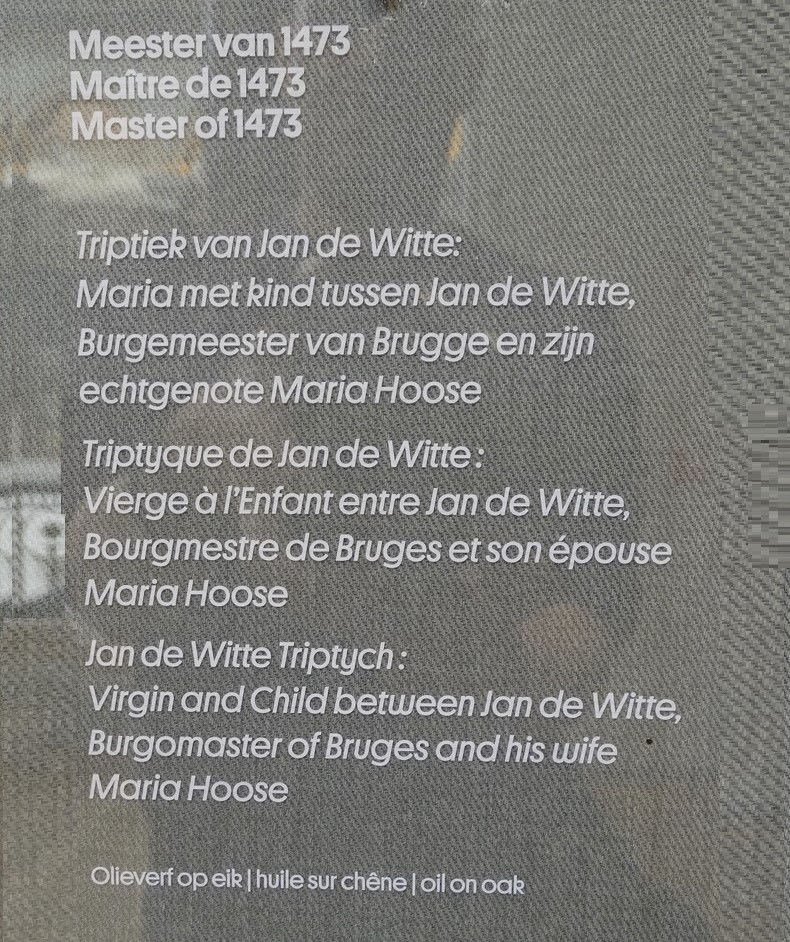 Meester van 1473
Maître de 1473
Master of 1473
Triptiek van Jan de Witte:
Maria met kind tussen Jan de Witte,
Burgemeester van Brugge en zijn
echtgenote Maria Hoose
Triptyque de Jan de Witte :
Vierge à l'Enfant entre Jan de Witte,
Bourgmestre de Bruges et son épouse
Maria Hoose
Jan de Witte Triptych :
Virgin and Child between Jan de Witte,
Burgomaster of Bruges and his wife
Maria Hoose
Olieverf op eik | huile sur chêne | oil on oak